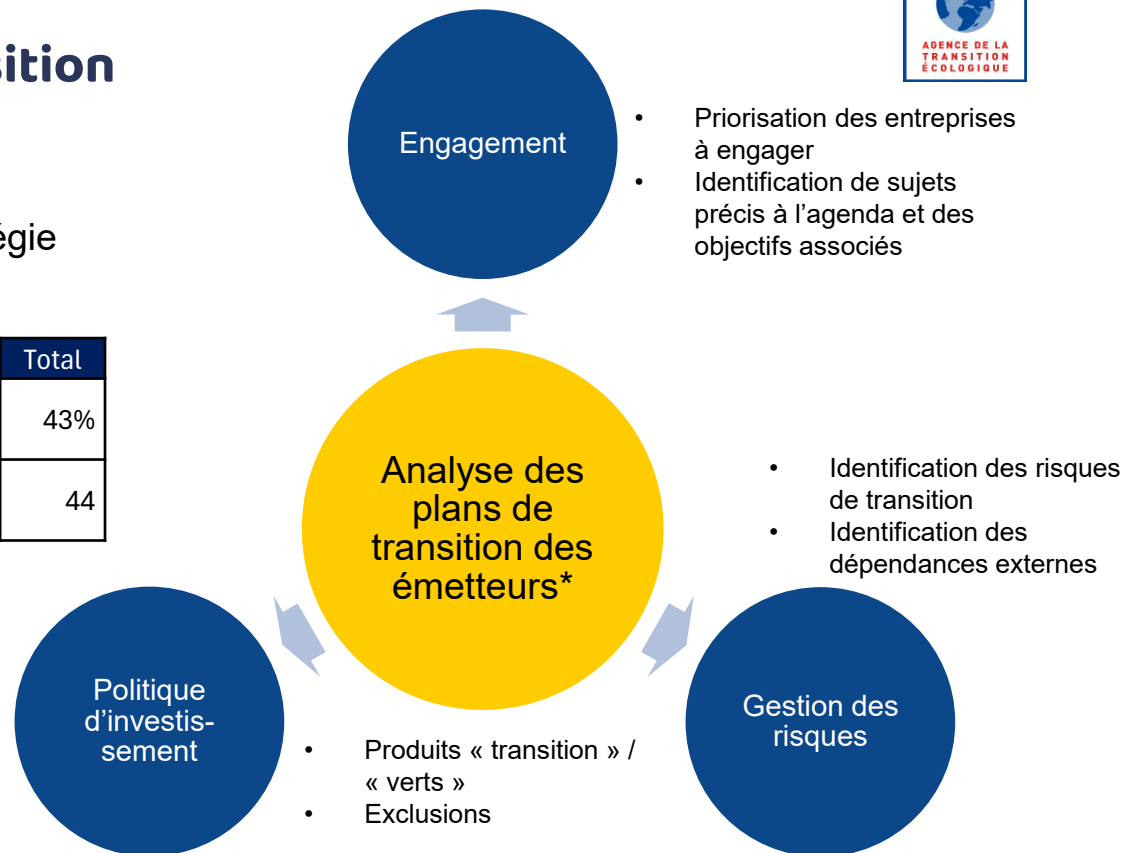 sition
AGENCE DE LA
TRANSITION
ÉCOLOGIQUE
égie
Total
43%
44
Engagement
• Priorisation des entreprises
à engager
• Identification de sujets
précis à l'agenda et des
objectifs associés
Analyse des
plans de
transition des
émetteurs*
• Identification des risques
de transition
• Identification des
dépendances externes
Politique
d'investis-
sement
• Produits « transition » /
« verts »
• Exclusions
Gestion des
risques